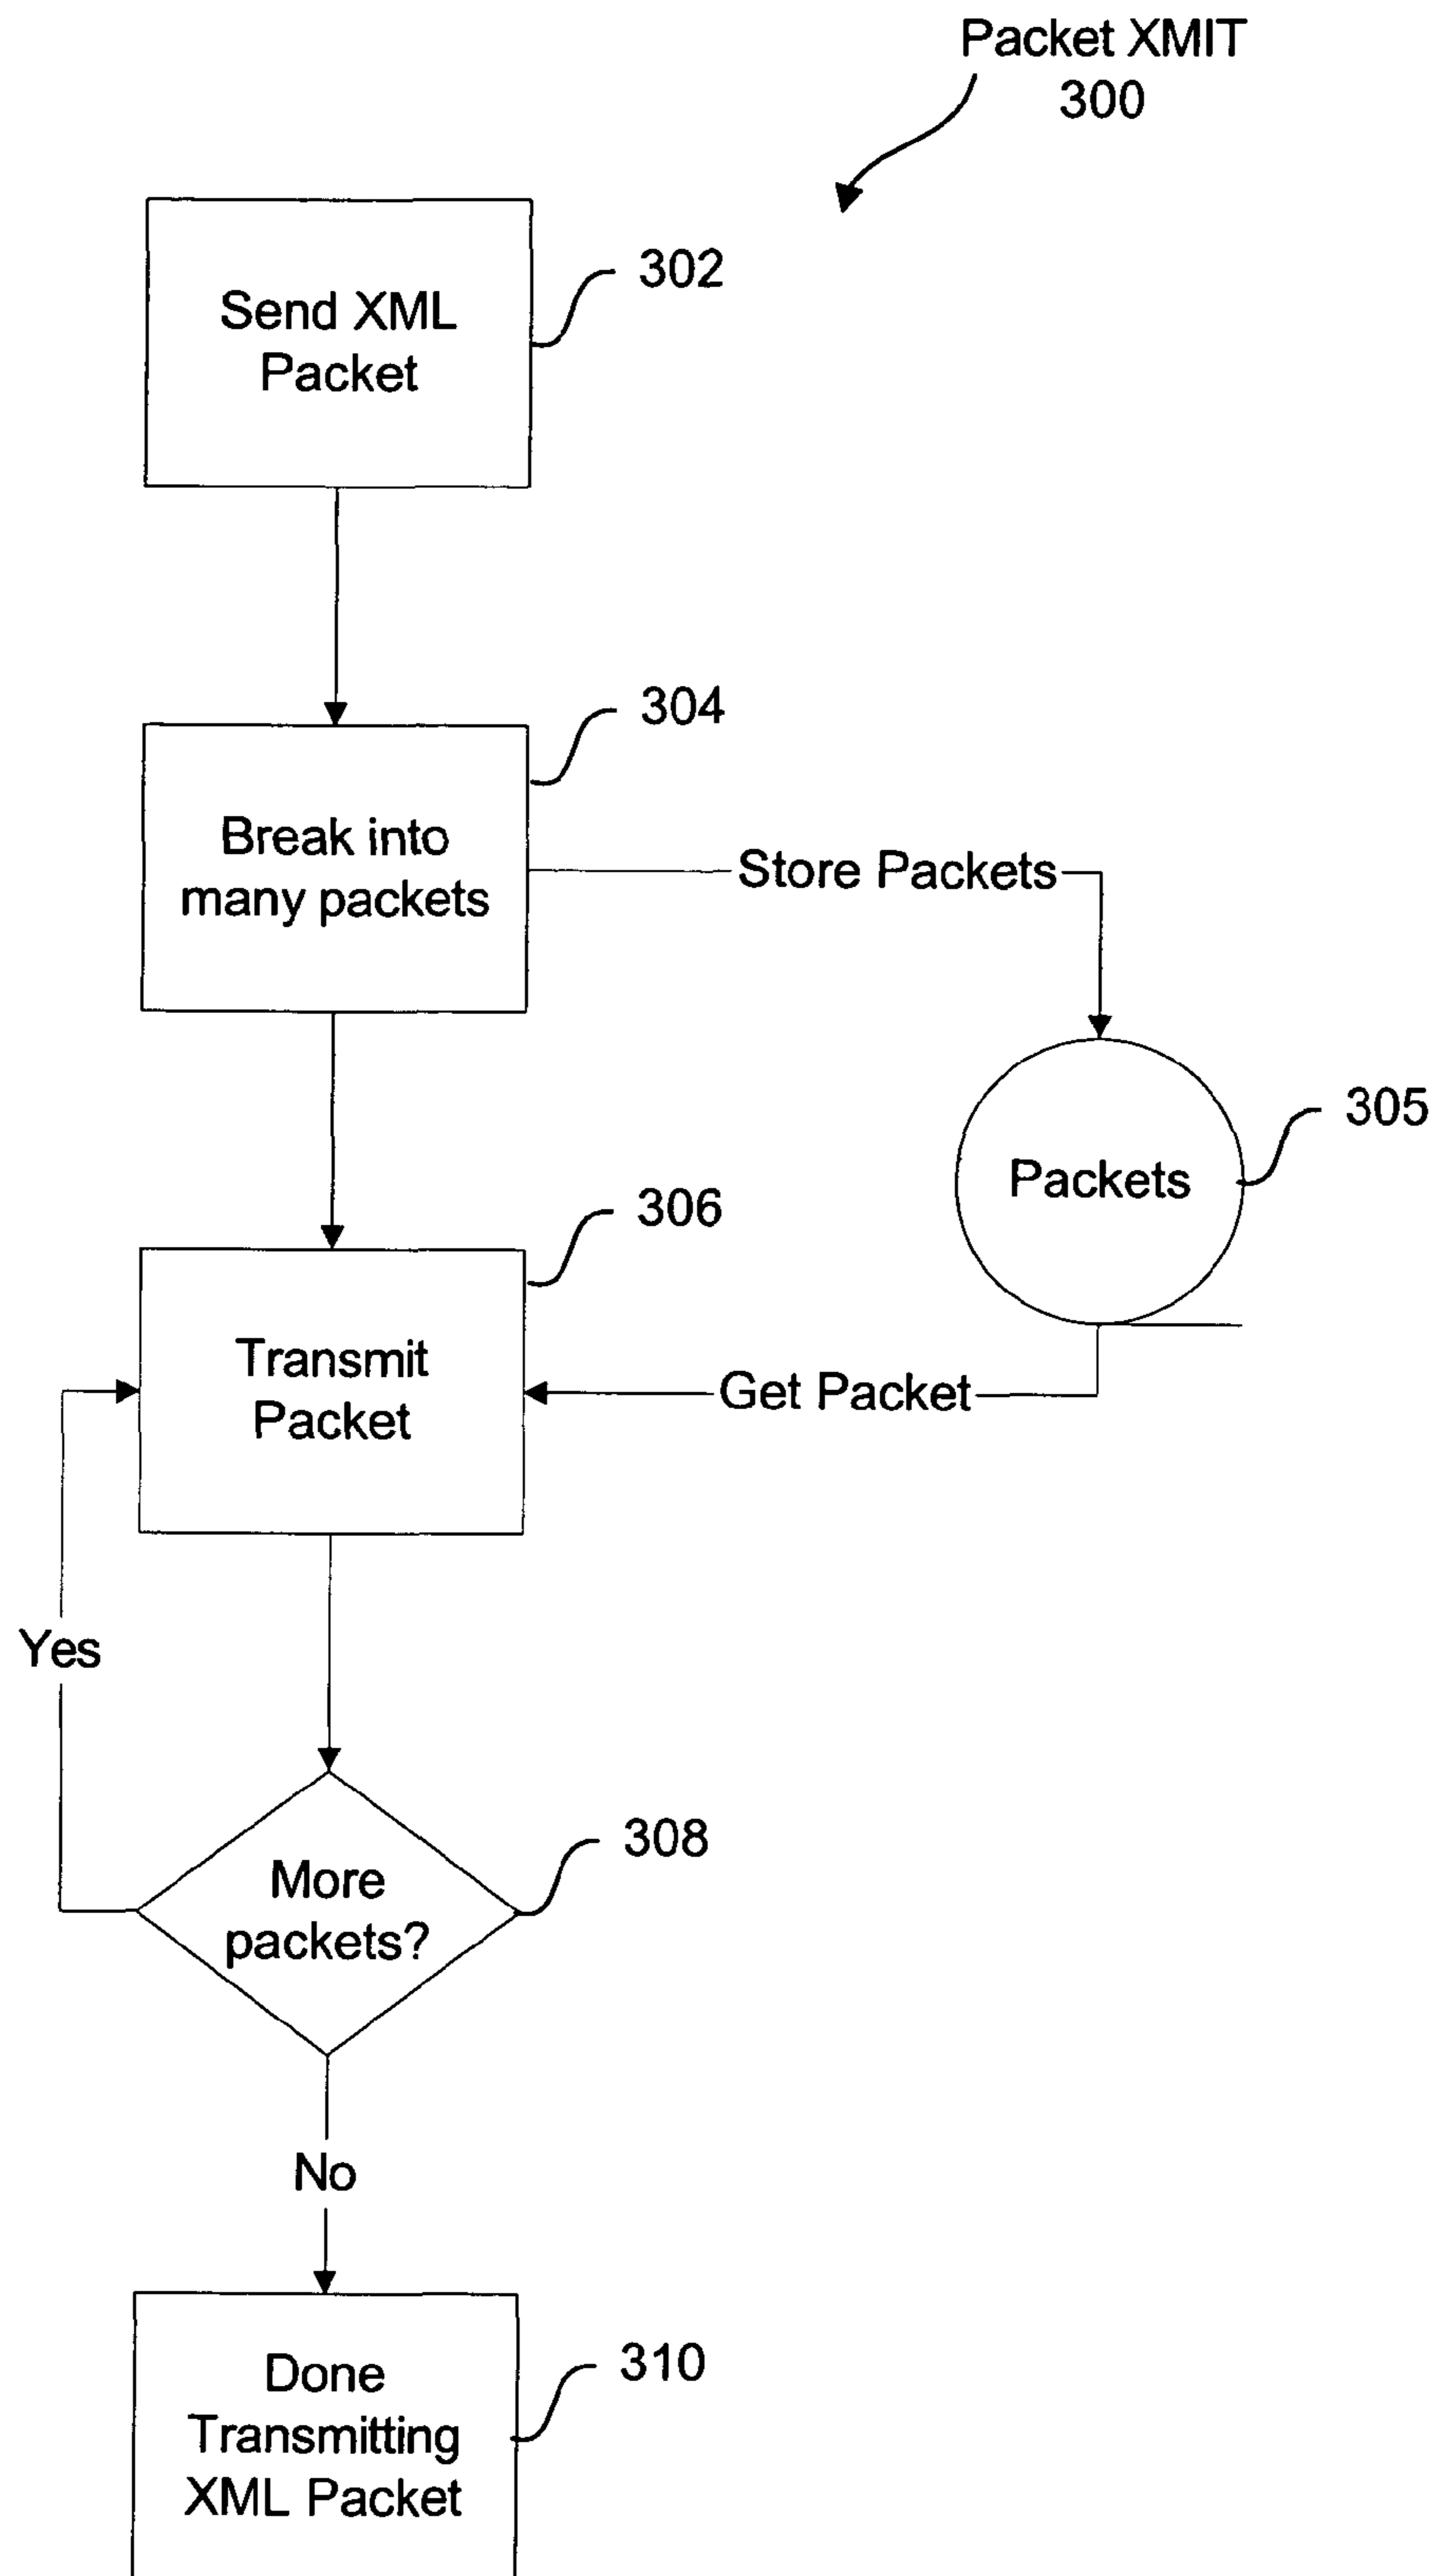 Packet XMIT
300
Send XML
Packet
302
Break into
many packets
304
Store Packets
Packets
305
Transmit
Packet
306
Get Packet
Yes
More
packets?
308
No
Done
Transmitting
XML Packet
310